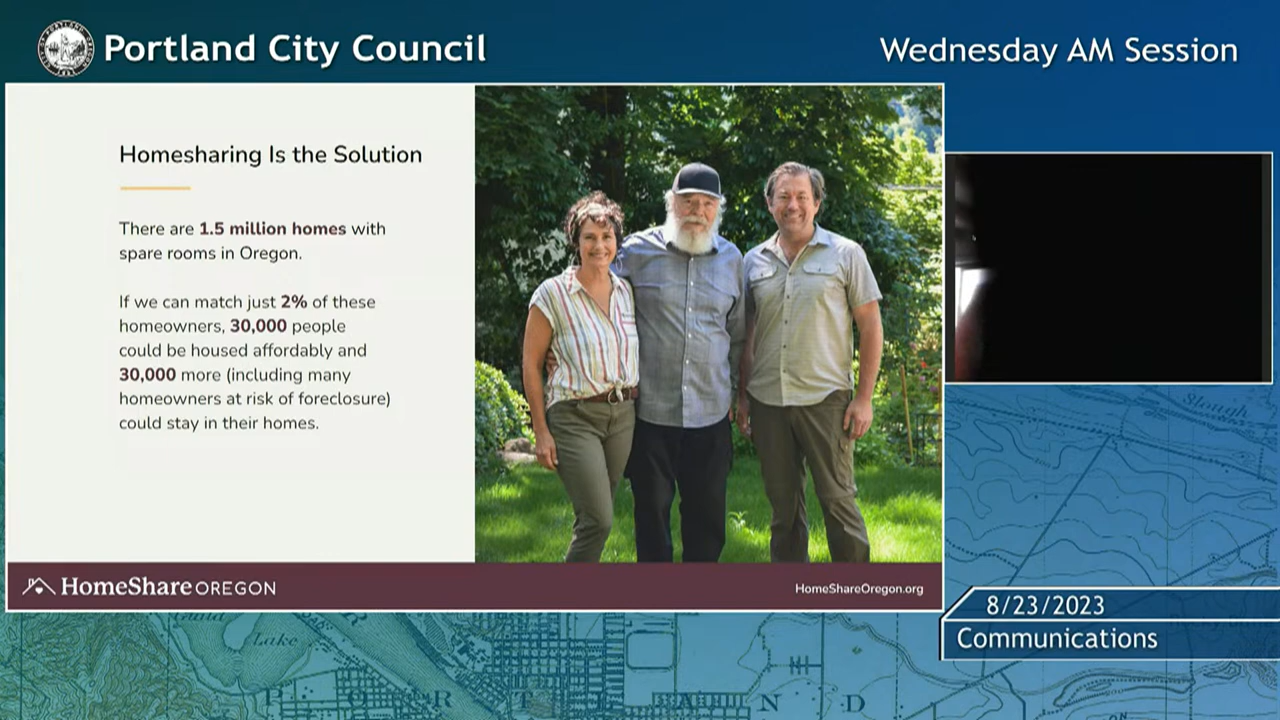 Portland City Council
Wednesday AM Session
Homesharing Is the Solution
There are 1.5 million homes with
spare rooms in Oregon.
If we can match just 2% of these
homeowners, 30,000 people
could be housed affordably and
30,000 more (including many
homeowners at risk of foreclosure)
could stay in their homes.
HomeShare OREGON
HomeShareOregon.org
Slough
8/23/2023
Communications
Guild
Lake
P O R T L A N D